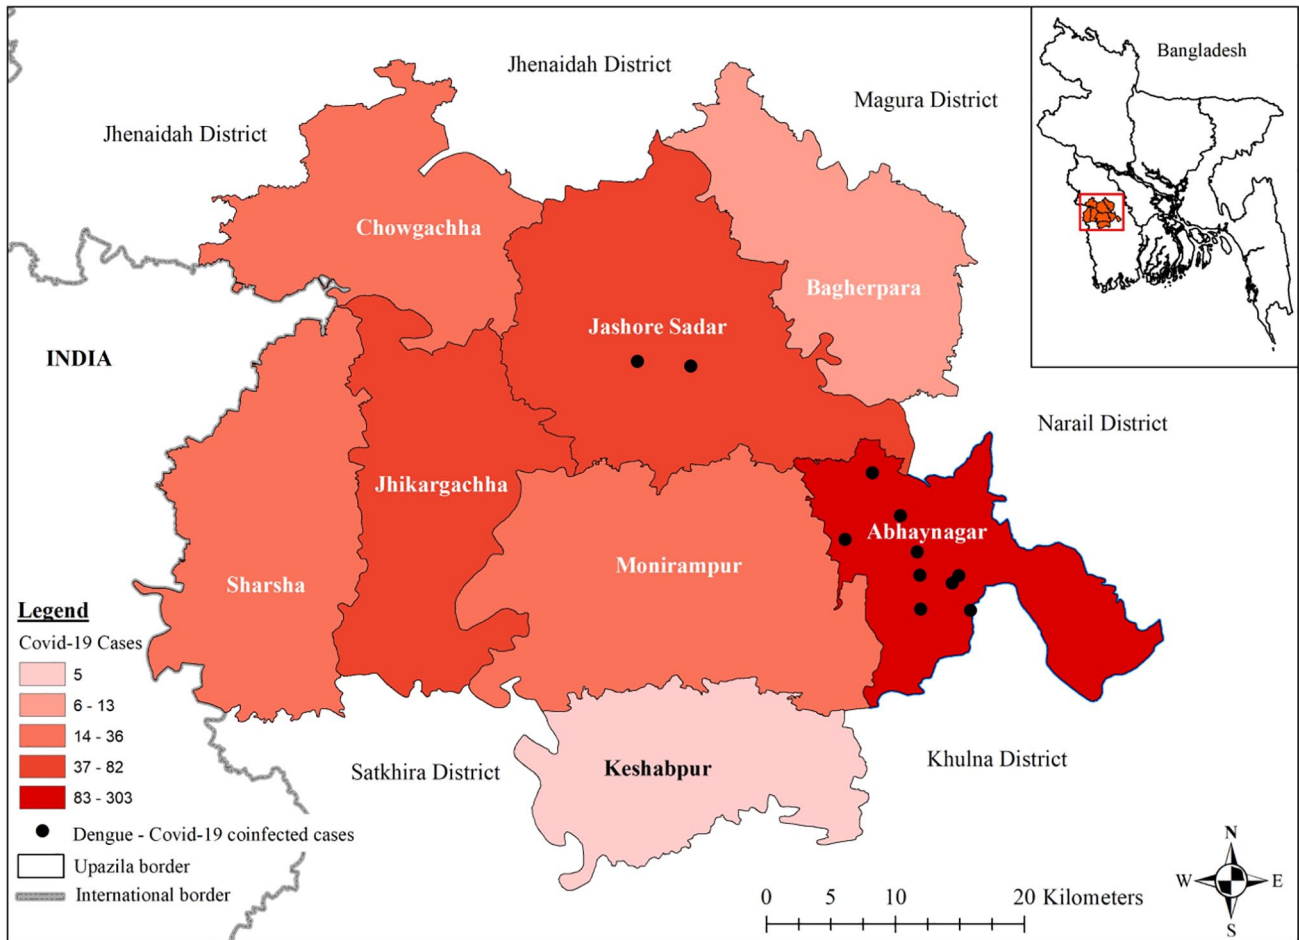 Jhenaidah District
Bangladesh
Magura District
Jhenaidah District
Chowgachha
Bagherpara
Jashore Sadar
INDIA
Narail District
Jhikargachha
Abhaynagar
Monirampur
Sharsha
Legend
Covid-19 Cases
5
6 - 13
14 - 36
37 - 82
83 - 303
Dengue - Covid-19 coinfected cases
Upazila border
International border
Satkhira District
Keshabpur
Khulna District
N
W E
S
0 5 10 20 Kilometers